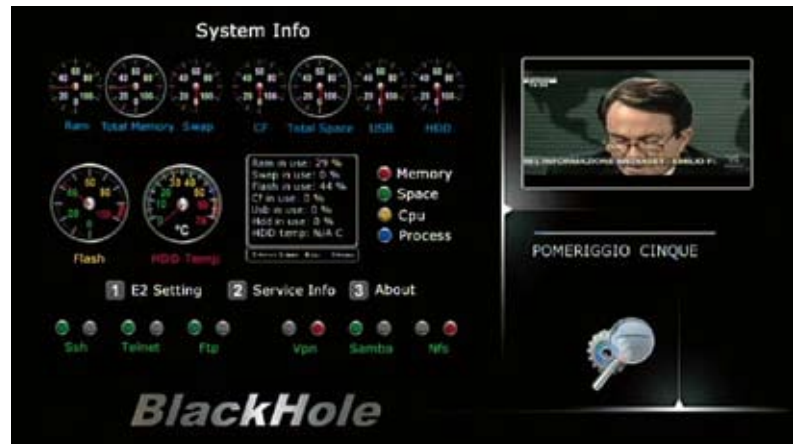 System Info
Ram Total Memory Swap CF Total Space USB HDD
Ram in use: 29 %
Swap in use: 0 %
Flash in use: 44 %
Cf in use: 0 %
Usb in use: 0 %
Hdd in use: 0 %
HDD temp: N/A C
Memory
Space
Cpu
Process
°C
Flash HDD Temp
1 E2 Setting 2 Service Info 3 About
Ssh Telnet Ftp Vpn Samba Nfs
BlackHole
POMERIGGIO CINQUE